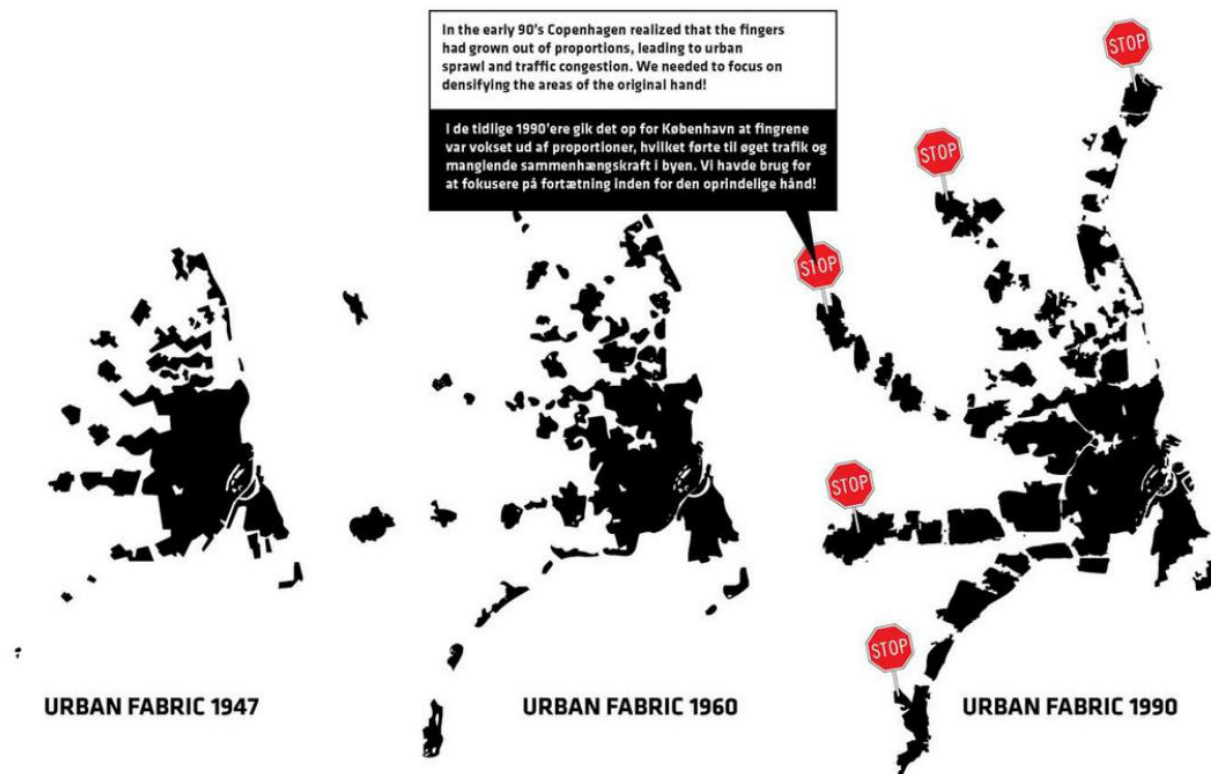 In the early 90's Copenhagen realized that the fingers
had grown out of proportions, leading to urban
sprawl and traffic congestion. We needed to focus on
densifying the areas of the original hand!
I de tidlige 1990'ere gik det op for København at fingrene
var vokset ud af proportioner, hvilket førte til øget trafik og
manglende sammenhængskraft i byen. Vi havde brug for
at fokusere på fortætning inden for den oprindelige hånd!
STOP
STOP
STOP
STOP
STOP
URBAN FABRIC 1947
URBAN FABRIC 1960
URBAN FABRIC 1990